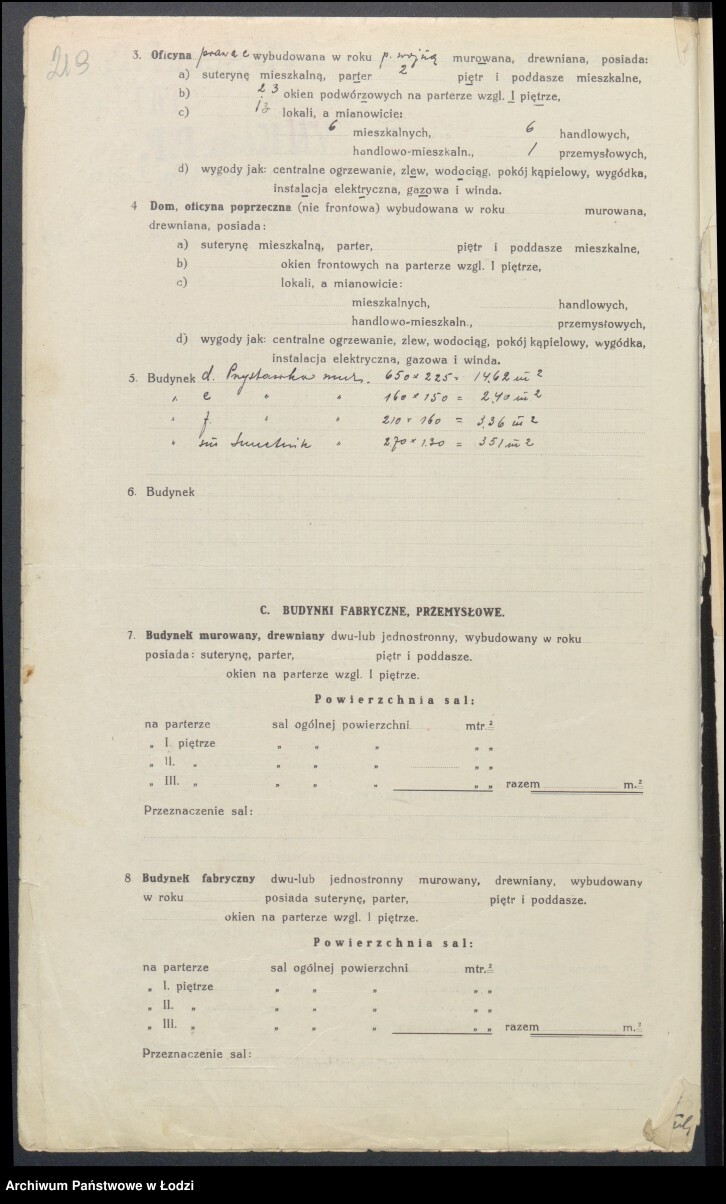 219
3. Oficyna prawa c wybudowana w roku p. wojną murowana, drewniana, posiada:
a) suterynę mieszkalną, parter 2 piętr i poddasze mieszkalne,
b) 23 okien podwórzowych na parterze wzgl. I piętrze,
c) 13 lokali, a mianowicie:
6 mieszkalnych, 6 handlowych,
handlowo-mieszkaln., 1 przemysłowych,
d) wygody jak: centralne ogrzewanie, zlew, wodociąg, pokój kąpielowy, wygódka,
instalacja elektryczna, gazowa i winda.
4 Dom, oficyna poprzeczna (nie frontowa) wybudowana w roku murowana,
drewniana, posiada:
a) suterynę mieszkalną, parter, piętr i poddasze mieszkalne,
b) okien frontowych na parterze wzgl. I piętrze,
c) lokali, a mianowicie:
mieszkalnych, handlowych,
handlowo-mieszkaln., przemysłowych,
d) wygody jak: centralne ogrzewanie, zlew, wodociąg, pokój kąpielowy, wygódka,
instalacja elektryczna, gazowa i winda.
5. Budynek d. Przystawka mur. 650 × 225 = 14,62 m²
" e " " 160 × 150 = 2,40 m²
" f. " " 210 × 160 = 3,36 m²
" śm Śmietnik " 2.70 × 1.30 = 3.51 m²
6. Budynek
C. BUDYNKI FABRYCZNE, PRZEMYSŁOWE.
7. Budynek murowany, drewniany dwu-lub jednostronny, wybudowany w roku
posiada: suterynę, parter, piętr i poddasze.
okien na parterze wzgl. I piętrze.
Powierzchnia sal:
na parterze sal ogólnej powierzchni mtr.²
" I. piętrze " " " " "
" II. " " " " " "
" III. " " " " " " razem m.²
Przeznaczenie sal:
8 Budynek fabryczny dwu-lub jednostronny murowany, drewniany, wybudowany
w roku posiada suterynę, parter, piętr i poddasze.
okien na parterze wzgl. I piętrze.
Powierzchnia sal:
na parterze sal ogólnej powierzchni mtr.²
" I. piętrze " " " " "
" II. " " " " " "
" III. " " " " " " razem m.²
Przeznaczenie sal:
Archiwum Państwowe w Łodzi